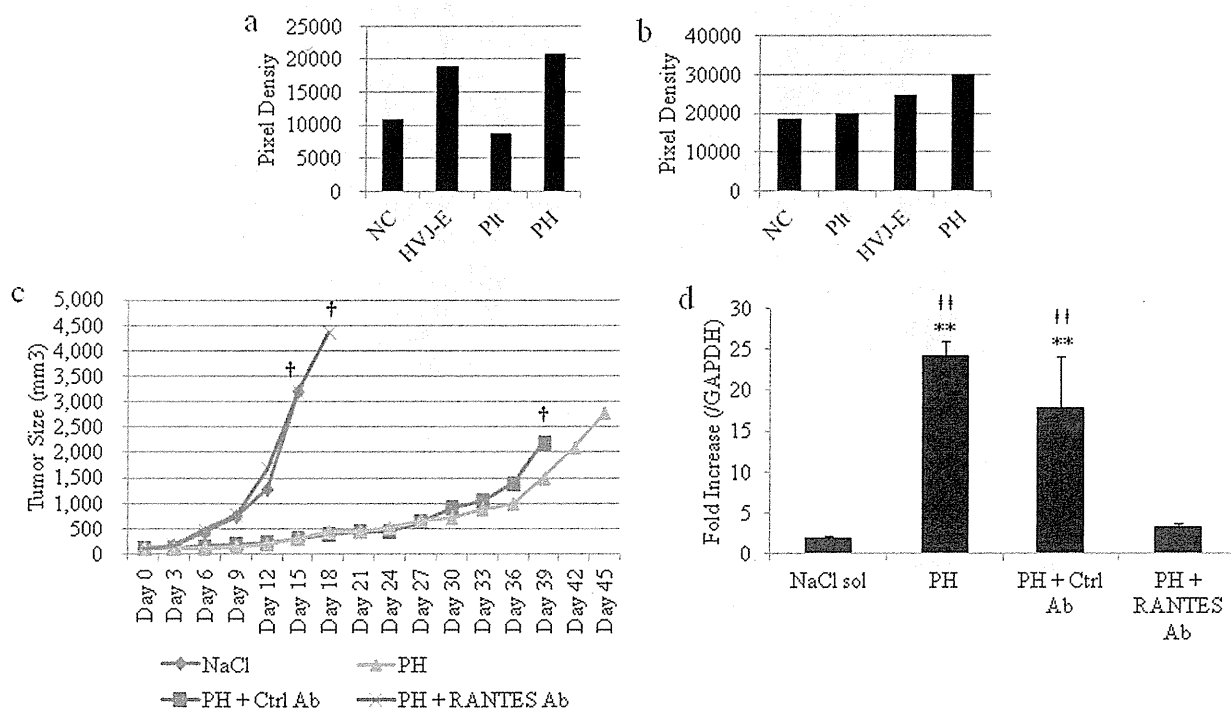 a
Pixel Densiy
25000
20000
15000
10000
5000
0
NC
HVJ-E
Plt
PH
b
Pixel Density
40000
30000
20000
10000
0
NC
Plt
HVJ-E
PH
c
Tumor Size (mm3)
5,000
4,500
4,000
3,500
3,000
2,500
2,000
1,500
1,000
500
0
†
†
†
Day 0
Day 3
Day 6
Day 9
Day 12
Day 15
Day 18
Day 21
Day 24
Day 27
Day 30
Day 33
Day 36
Day 39
Day 42
Day 45
NaCl
PH
PH + Ctrl Ab
PH + RANTES Ab
d
Fold Increase (/GAPDH)
30
25
20
15
10
5
0
ƗƗ
**
ƗƗ
**
NaCl sol
PH
PH + Ctrl
Ab
PH +
RANTES
Ab